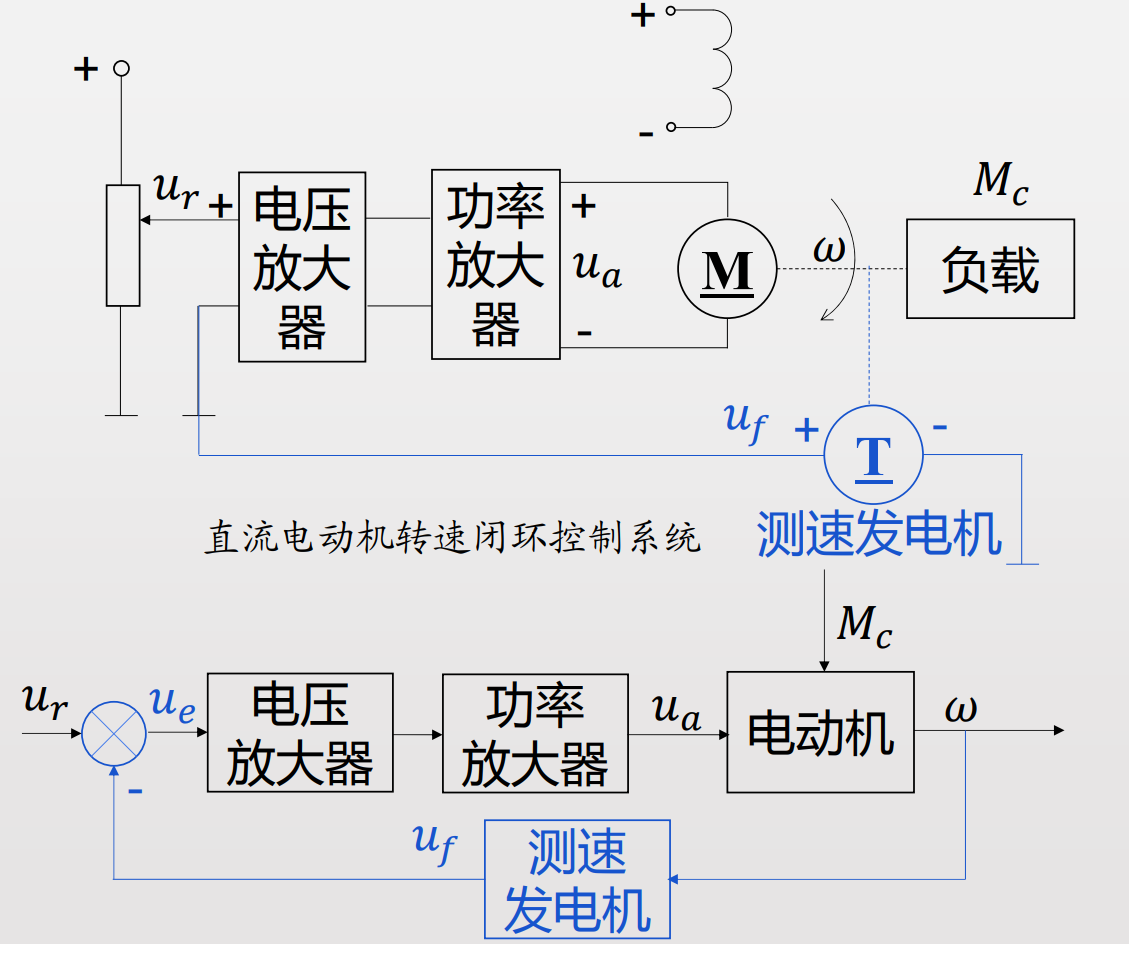 +
-
+
u_r
+
电压
放大
器
功率
放大
器
+
u_a
-
M
ω
M_c
负载
u_f
+
T
-
测速发电机
直流电动机转速闭环控制系统
M_c
u_r
u_e
-
电压
放大器
功率
放大器
u_a
电动机
ω
u_f
测速
发电机